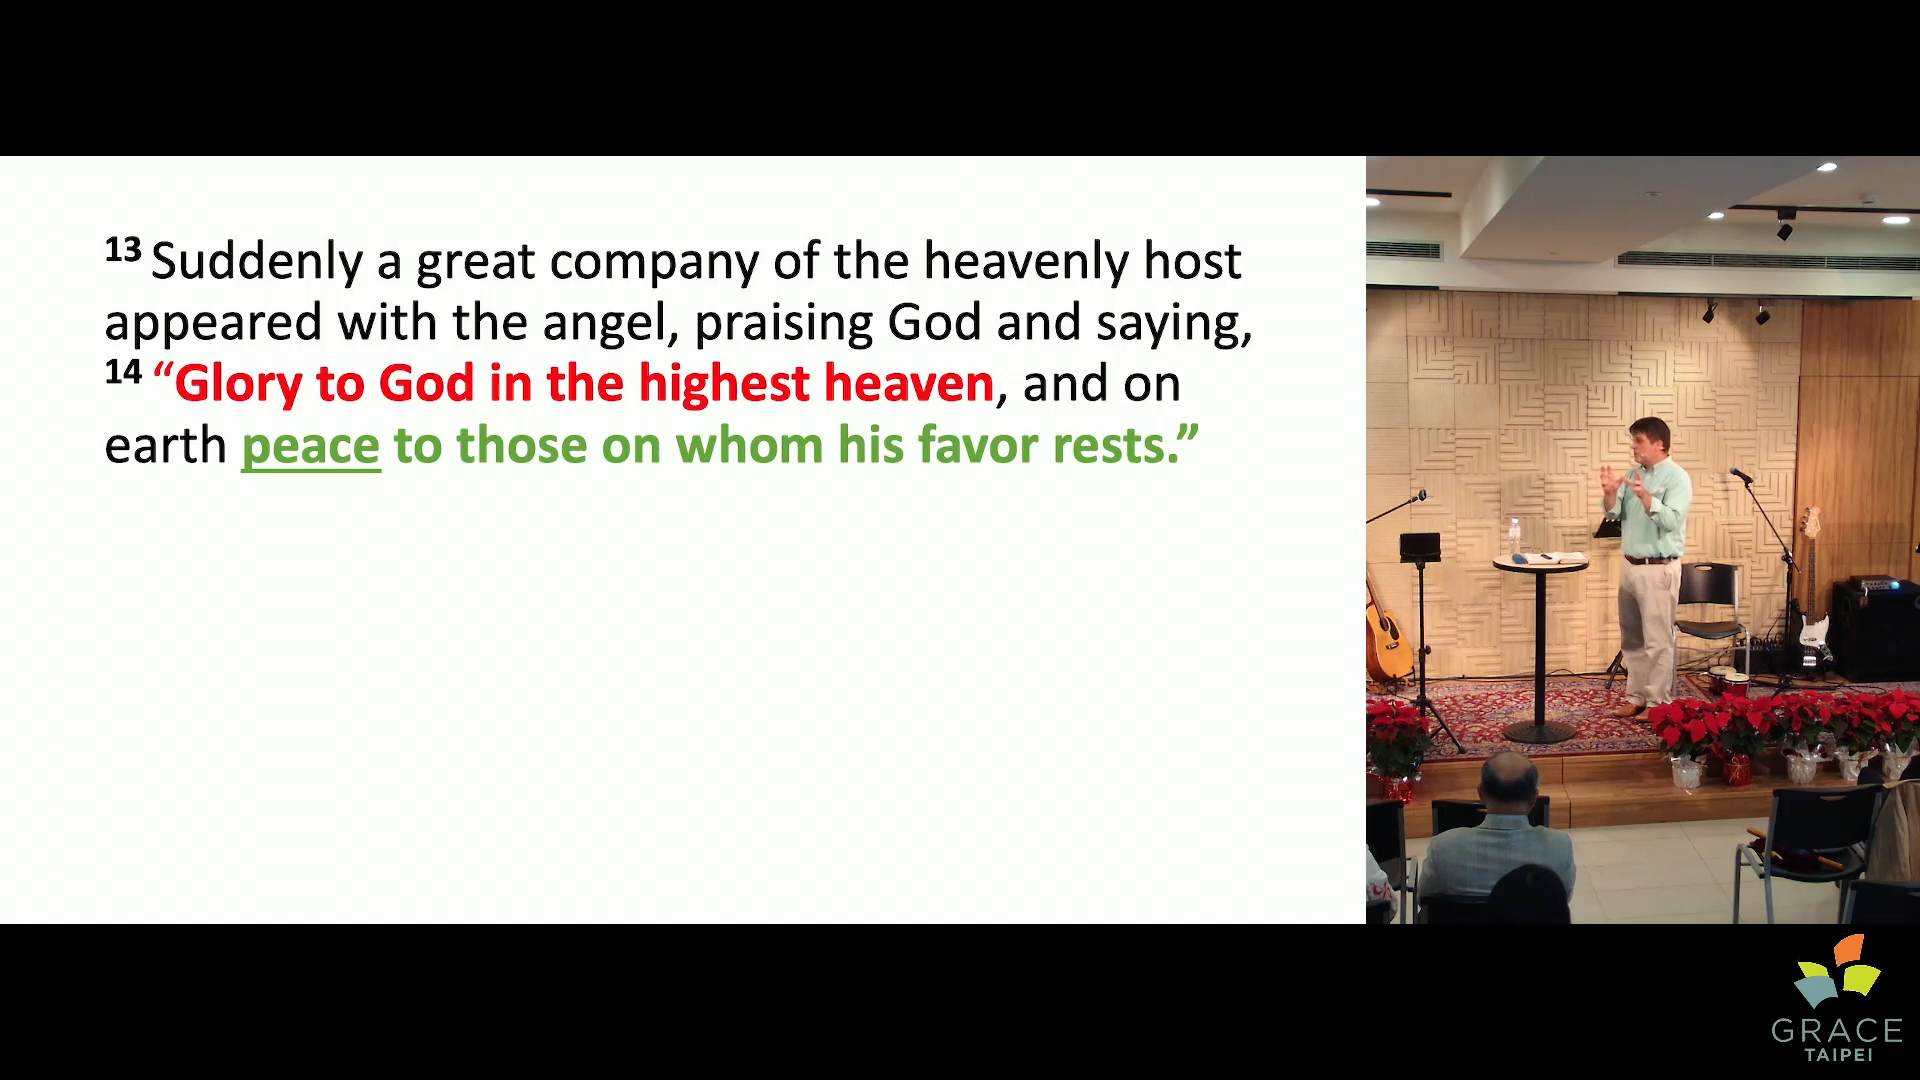 13 Suddenly a great company of the heavenly host
appeared with the angel, praising God and saying,
14 “Glory to God in the highest heaven, and on
earth peace to those on whom his favor rests.”
GRACE
TAIPEI